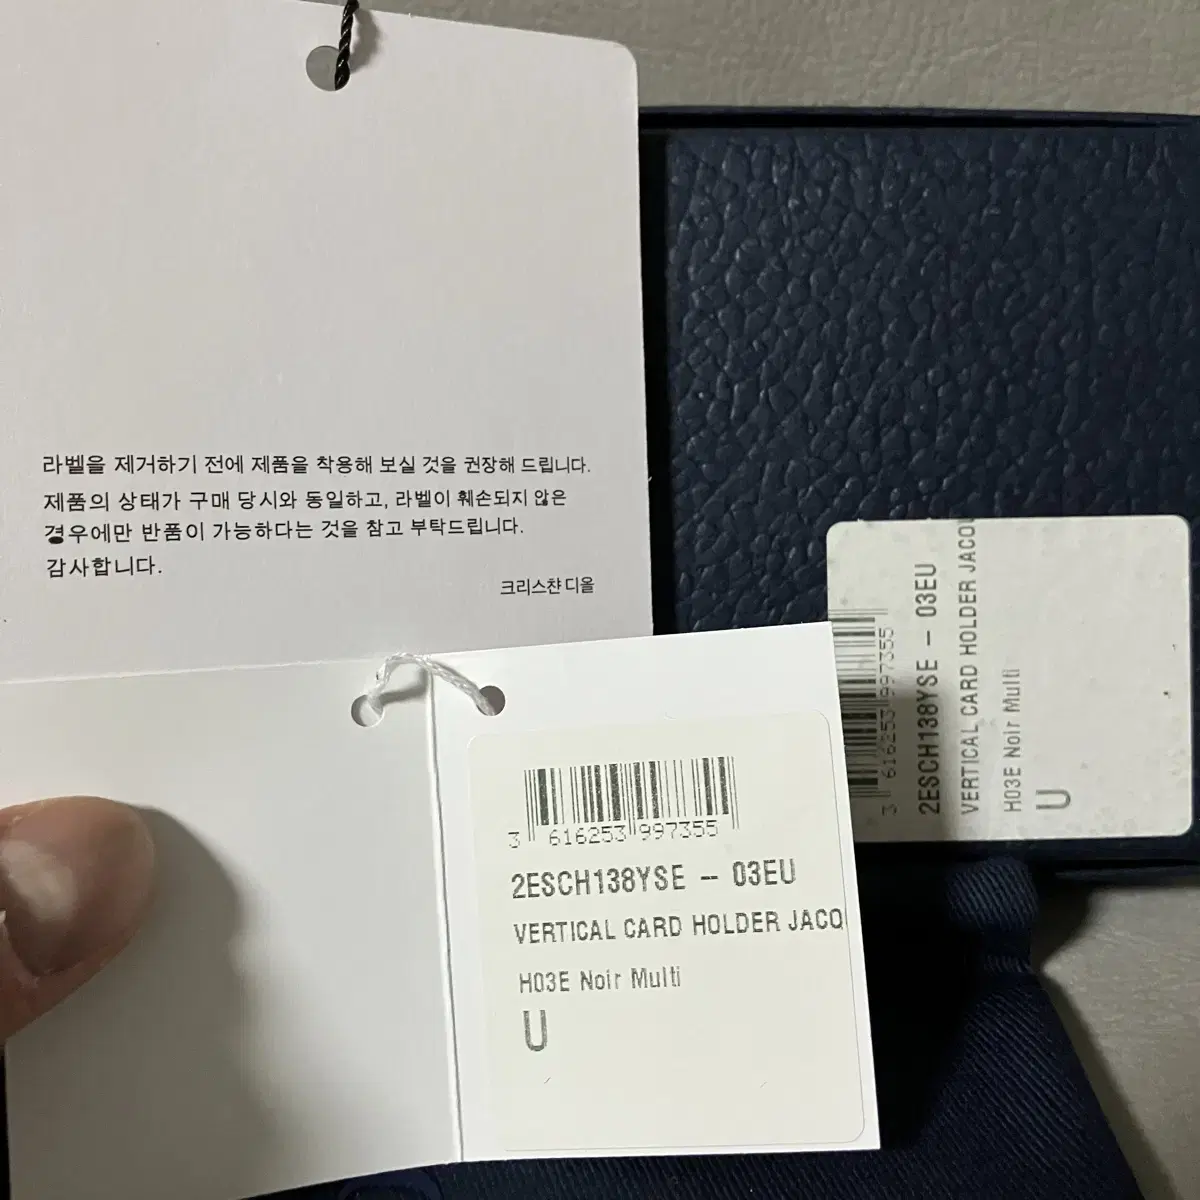 라벨을 제거하기 전에 제품을 착용해 보실 것을 권장해 드립니다.
제품의 상태가 구매 당시와 동일하고, 라벨이 훼손되지 않은
경우에만 반품이 가능하다는 것을 참고 부탁드립니다.
감사합니다.
크리스챤 디올
3 616253 997355
2ESCH138YSE - 03EU
VERTICAL CARD HOLDER JACQ
H03E Noir Multi
U
3 616253 997355
2ESCH138YSE - 03EU
VERTICAL CARD HOLDER JACQU
H03E Noir Multi
U